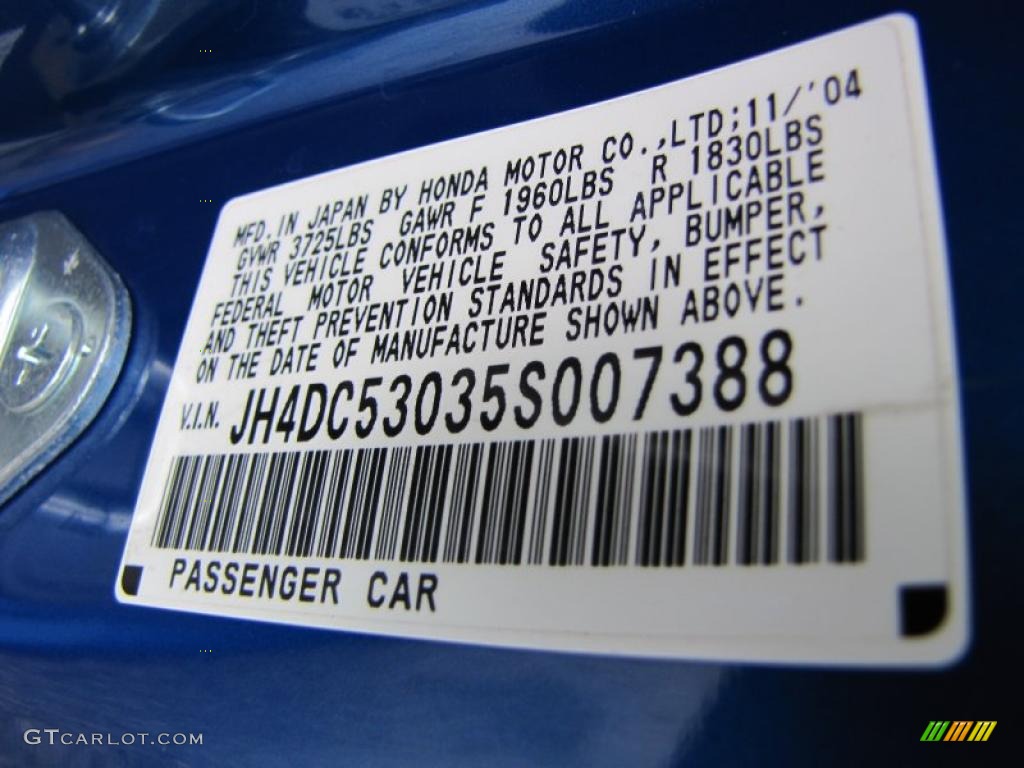 MFD. IN JAPAN BY HONDA MOTOR CO.,LTD;11/'04
GVWR 3725LBS GAWR F 1960LBS R 1830LBS
THIS VEHICLE CONFORMS TO ALL APPLICABLE
FEDERAL MOTOR VEHICLE SAFETY, BUMPER,
AND THEFT PREVENTION STANDARDS IN EFFECT
ON THE DATE OF MANUFACTURE SHOWN ABOVE.
V.I.N. JH4DC53035S007388
PASSENGER CAR
GTCARLOT.COM